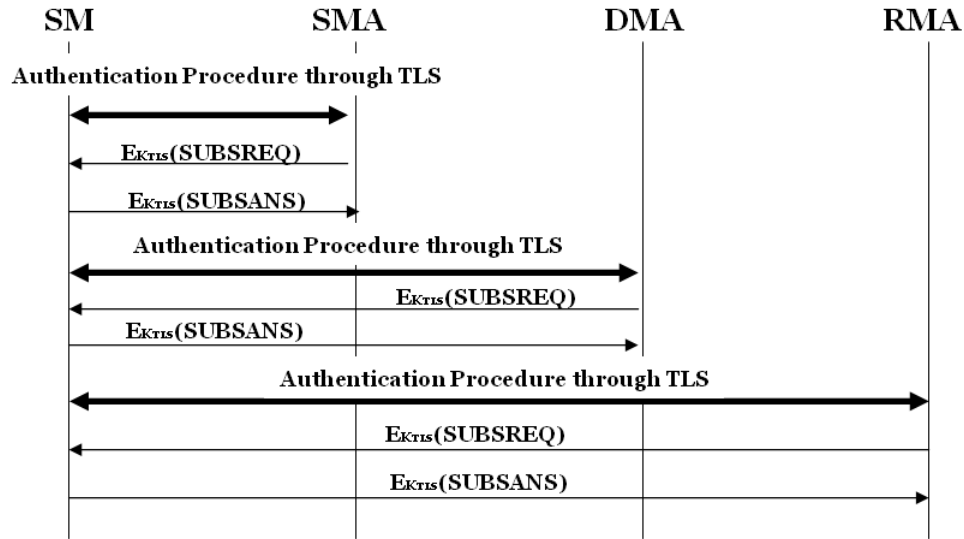 SM SMA DMA RMA
Authentication Procedure through TLS
EKTLS(SUBSREQ)
EKTLS(SUBSANS)
Authentication Procedure through TLS
EKTLS(SUBSREQ)
EKTLS(SUBSANS)
Authentication Procedure through TLS
EKTLS(SUBSREQ)
EKTLS(SUBSANS)